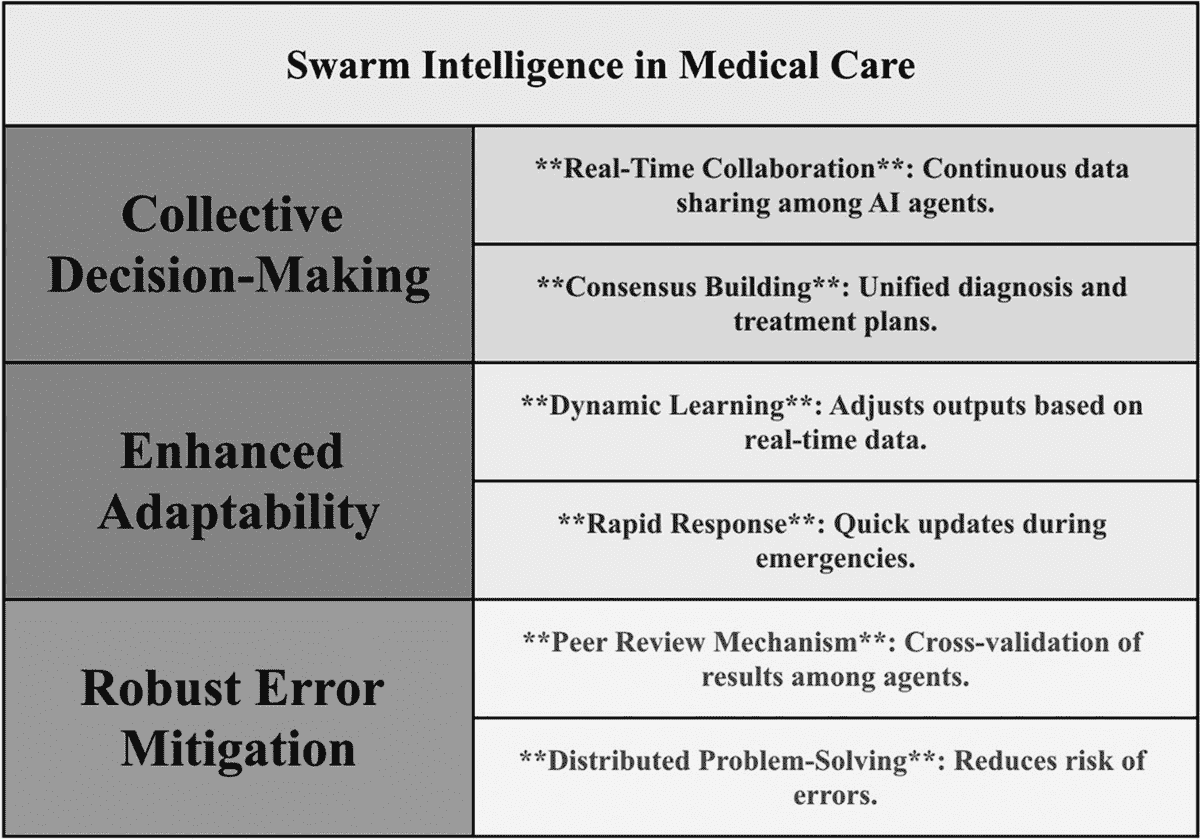 Swarm Intelligence in Medical Care
Collective
Decision-Making
**Real-Time Collaboration**: Continuous data
sharing among AI agents.
**Consensus Building**: Unified diagnosis and
treatment plans.
Enhanced
Adaptability
**Dynamic Learning**: Adjusts outputs based on
real-time data.
**Rapid Response**: Quick updates during
emergencies.
Robust Error
Mitigation
**Peer Review Mechanism**: Cross-validation of
results among agents.
**Distributed Problem-Solving**: Reduces risk of
errors.